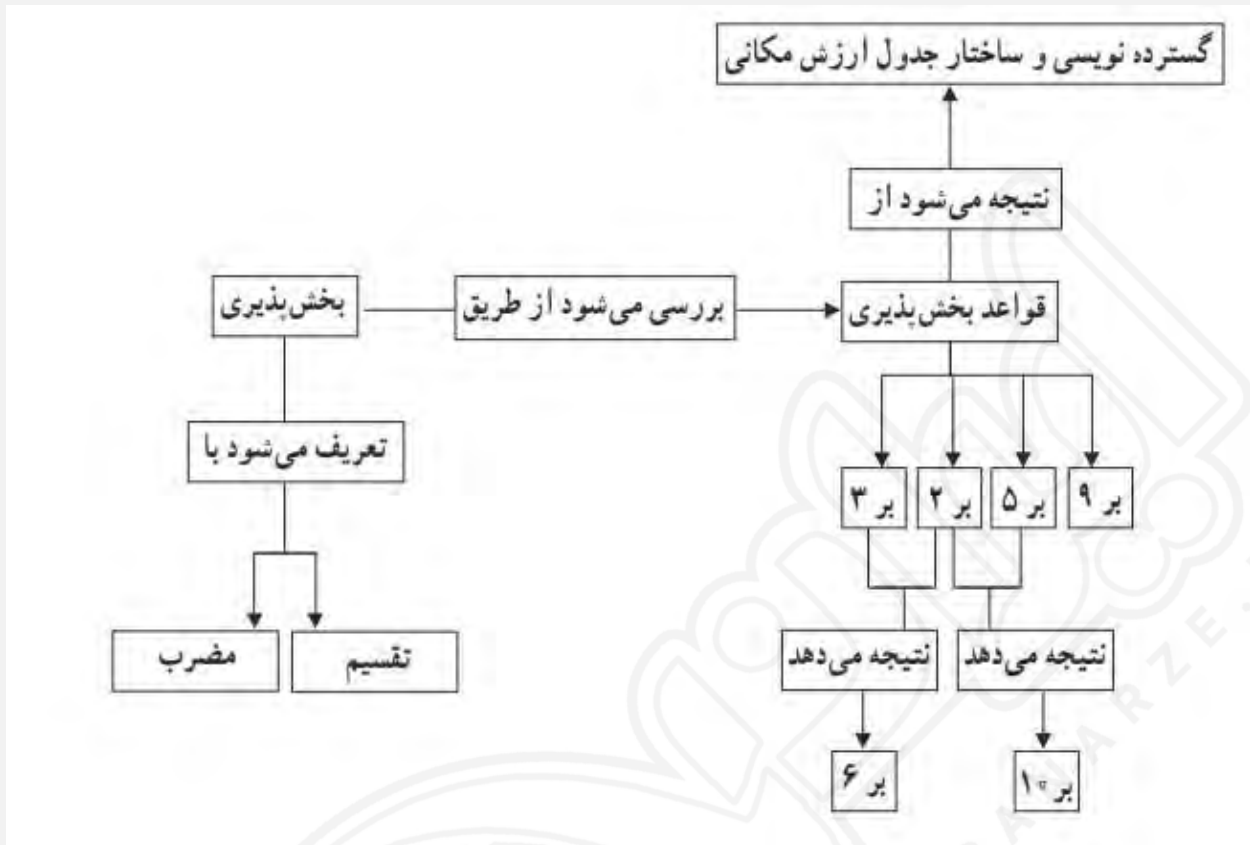 گسترده نویسی و ساختار جدول ارزش مکانی
نتیجه می‌شود از
قواعد بخش‌پذیری
بررسی می‌شود از طریق
بخش‌پذیری
تعریف می‌شود با
تقسیم
مضرب
بر ۹
بر ۵
بر ۲
بر ۳
نتیجه می‌دهد
نتیجه می‌دهد
بر ۱۰
بر ۶